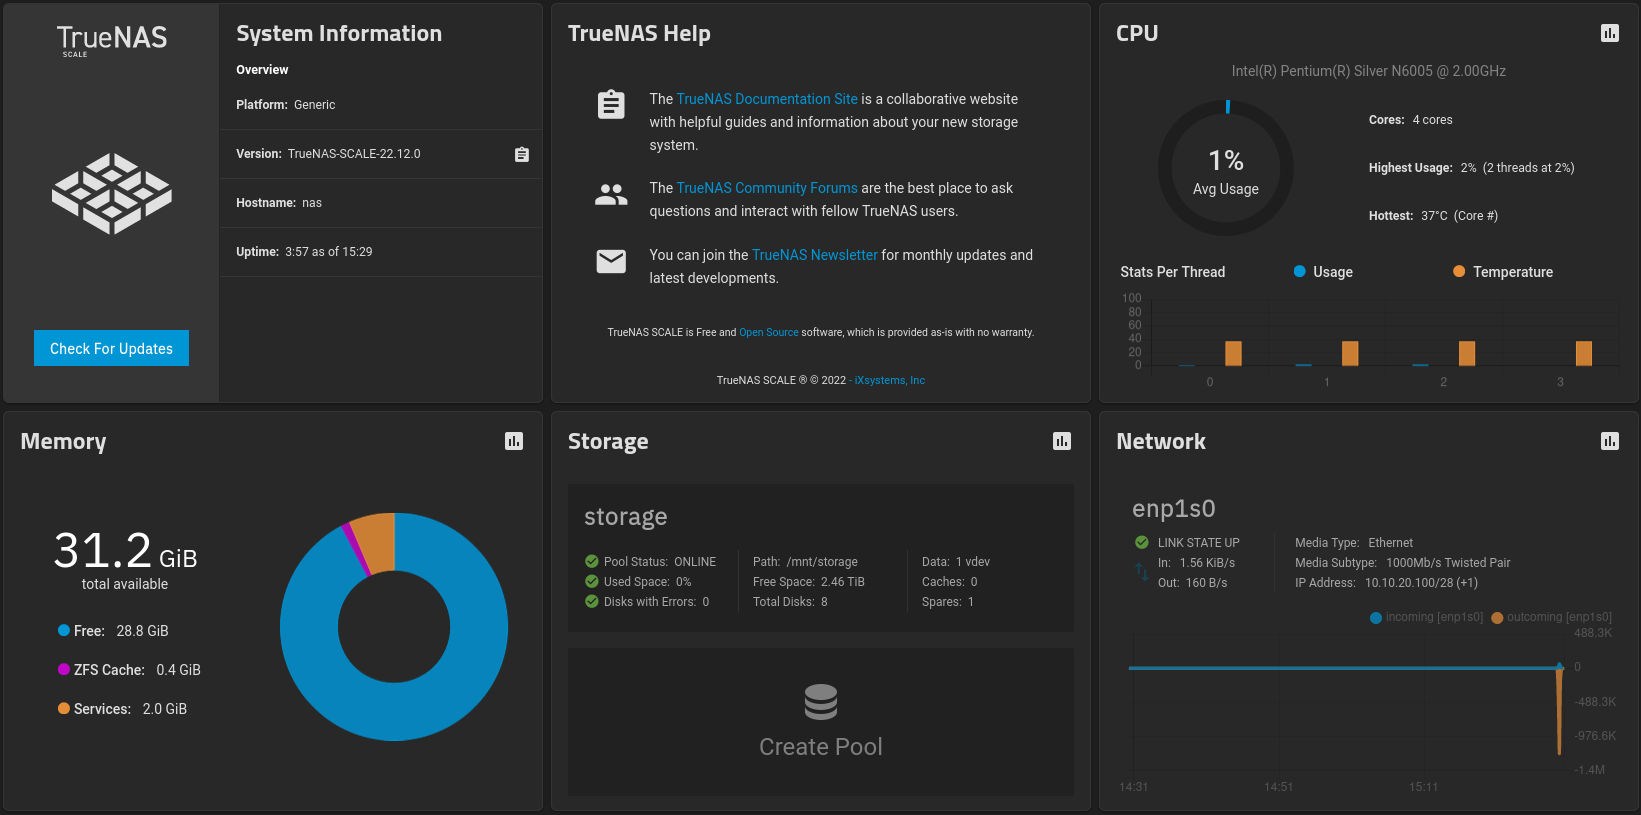 TrueNAS
SCALE
Check For Updates
System Information
Overview
Platform: Generic
Version: TrueNAS-SCALE-22.12.0
Hostname: nas
Uptime: 3:57 as of 15:29
TrueNAS Help
The TrueNAS Documentation Site is a collaborative website
with helpful guides and information about your new storage
system.
The TrueNAS Community Forums are the best place to ask
questions and interact with fellow TrueNAS users.
You can join the TrueNAS Newsletter for monthly updates and
latest developments.
TrueNAS SCALE is Free and Open Source software, which is provided as-is with no warranty.
TrueNAS SCALE ® © 2022 - iXsystems, Inc
CPU
Intel(R) Pentium(R) Silver N6005 @ 2.00GHz
1%
Avg Usage
Cores: 4 cores
Highest Usage: 2% (2 threads at 2%)
Hottest: 37°C (Core #)
Stats Per Thread Usage Temperature
100
80
60
40
20
0
0 1 2 3
Memory
31.2 GiB
total available
Free: 28.8 GiB
ZFS Cache: 0.4 GiB
Services: 2.0 GiB
Storage
storage
Pool Status: ONLINE
Used Space: 0%
Disks with Errors: 0
Path: /mnt/storage
Free Space: 2.46 TiB
Total Disks: 8
Data: 1 vdev
Caches: 0
Spares: 1
Create Pool
Network
enp1s0
LINK STATE UP
In: 1.56 KiB/s
Out: 160 B/s
Media Type: Ethernet
Media Subtype: 1000Mb/s Twisted Pair
IP Address: 10.10.20.100/28 (+1)
incoming [enp1s0] outcoming [enp1s0]
488.3K
0
-488.3K
-976.6K
-1.4M
14:31 14:51 15:11